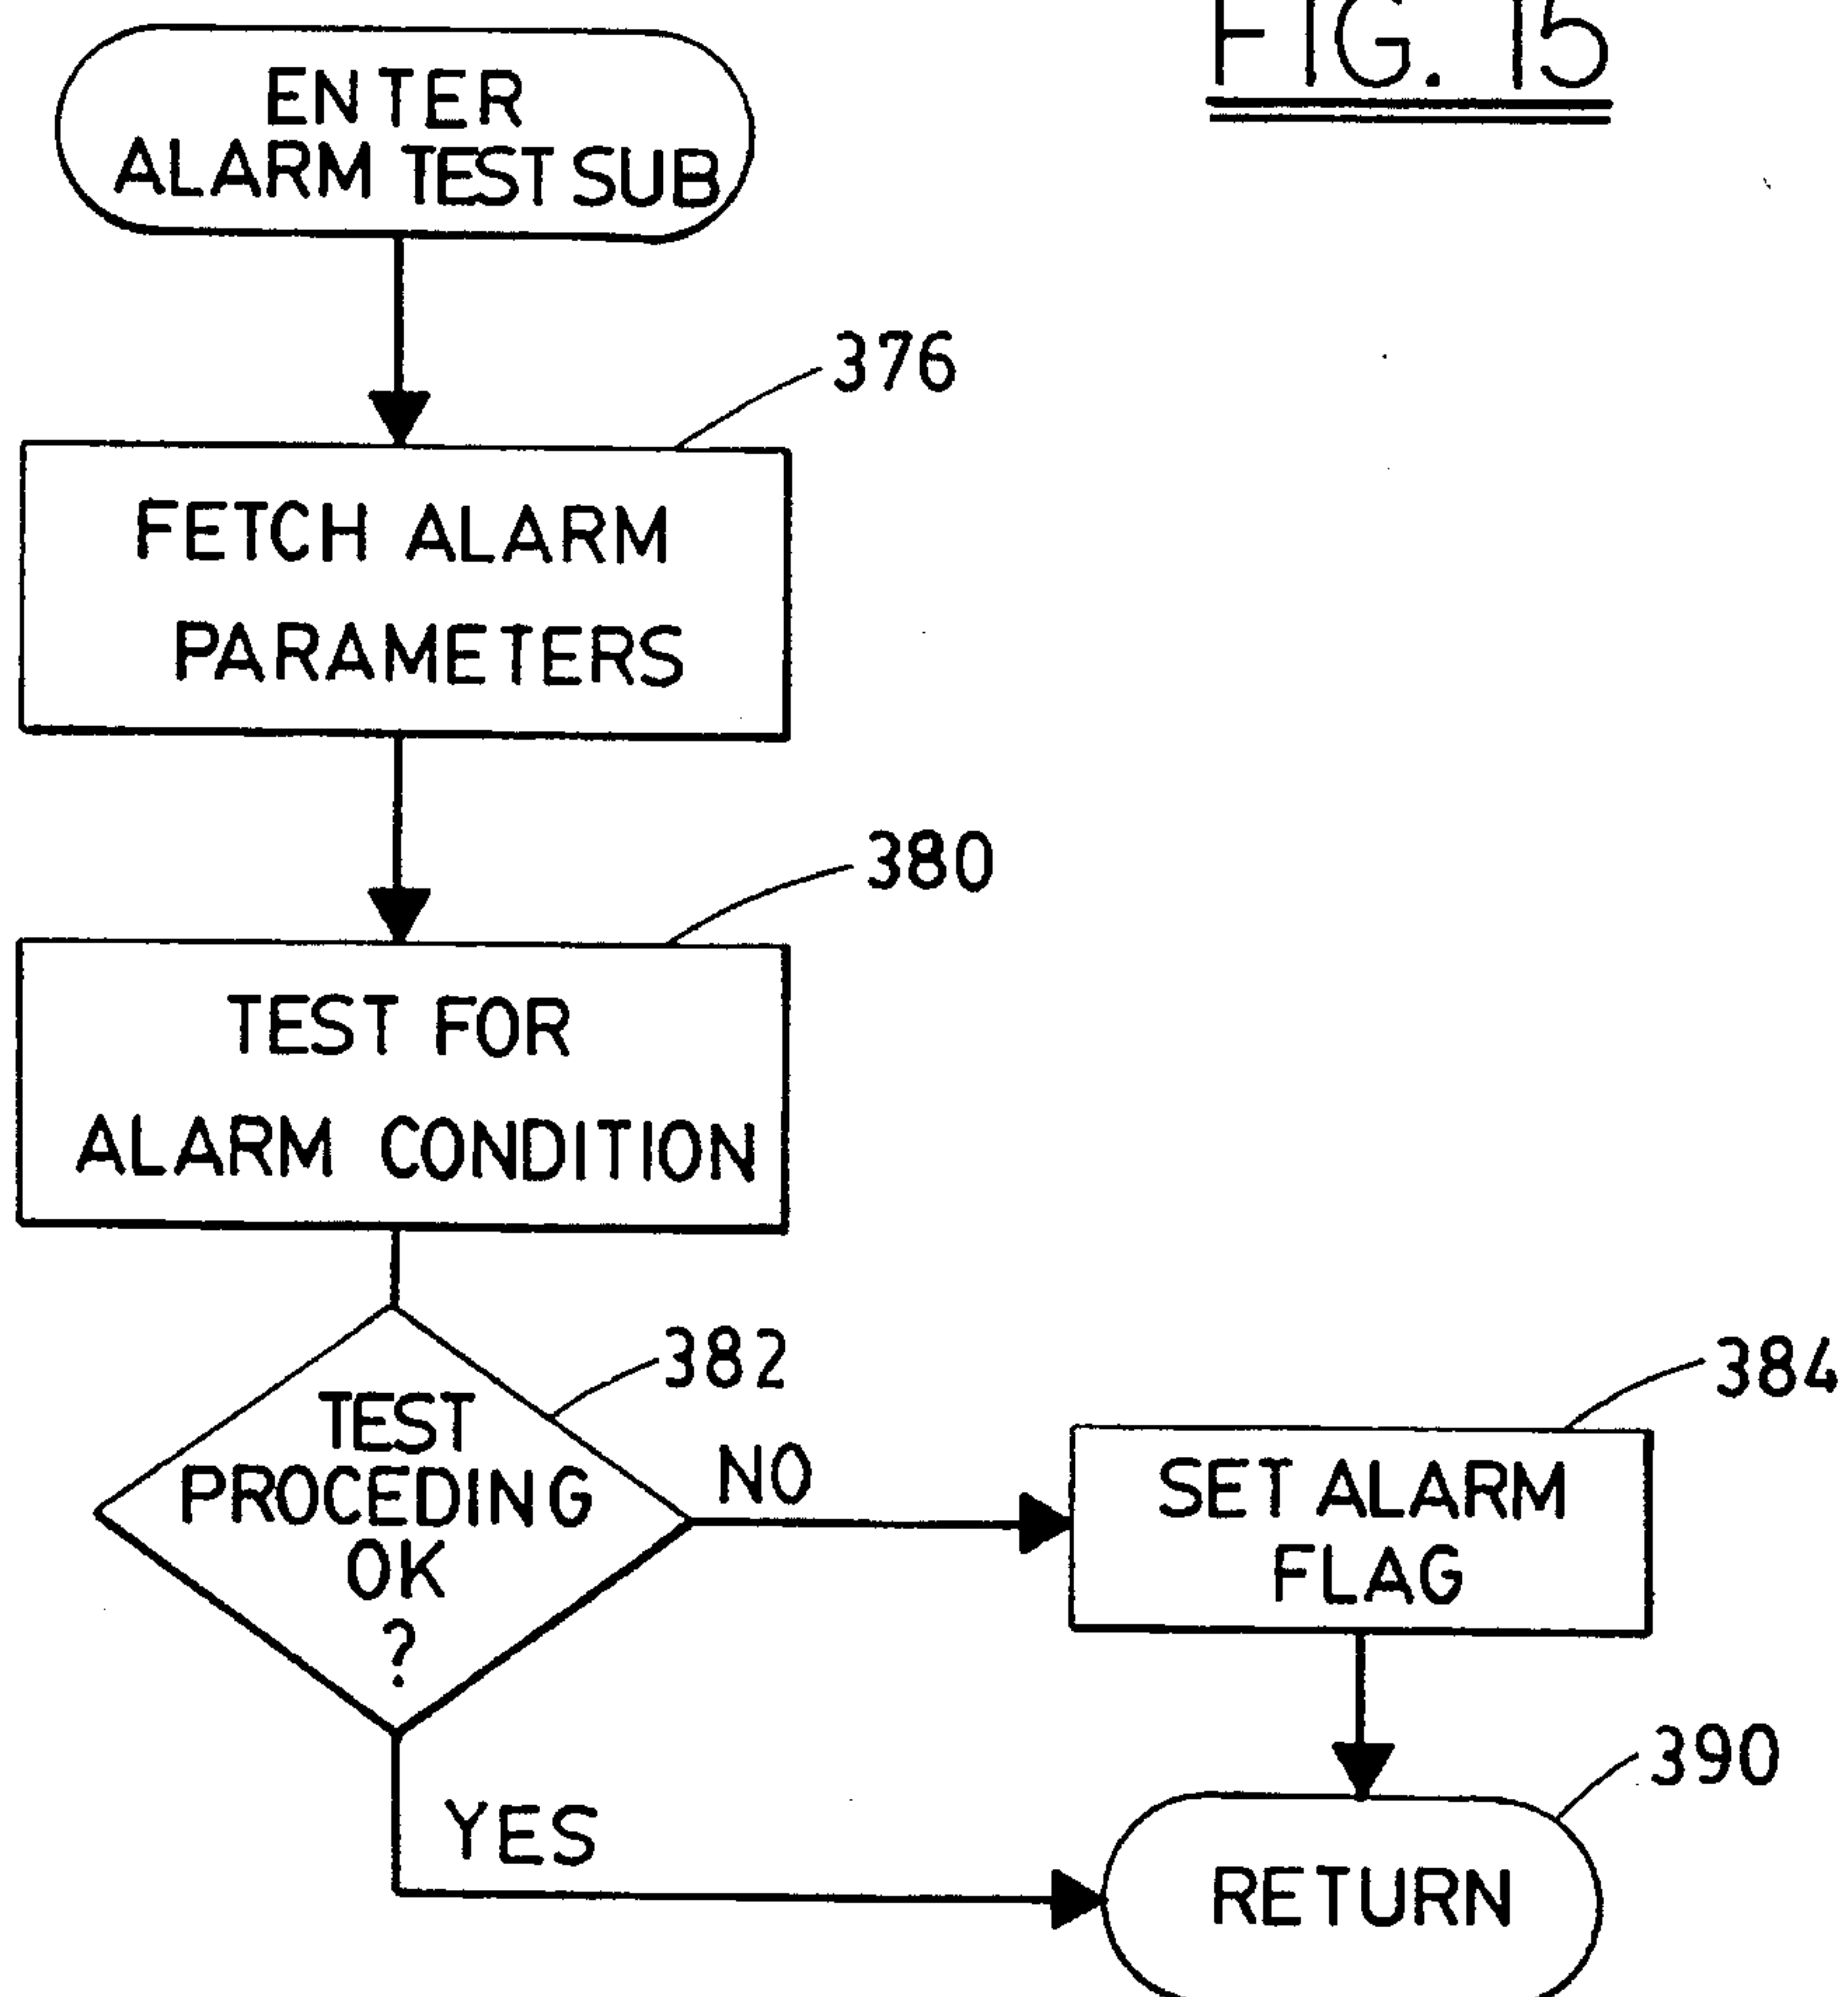 FIG. 15
ENTER
ALARM TEST SUB
376
FETCH ALARM
PARAMETERS
380
TEST FOR
ALARM CONDITION
382
TEST
PROCEDING
OK
?
NO
384
SET ALARM
FLAG
YES
390
RETURN